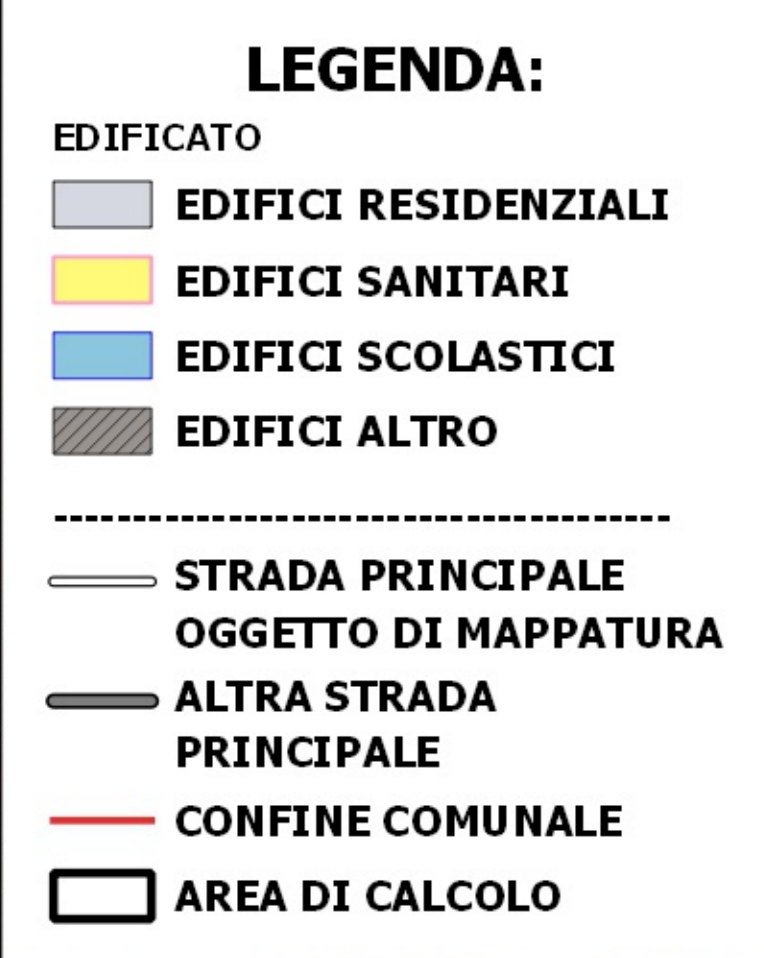 LEGENDA:
EDIFICATO
EDIFICI RESIDENZIALI
EDIFICI SANITARI
EDIFICI SCOLASTICI
EDIFICI ALTRO
---------------------------------------
STRADA PRINCIPALE
OGGETTO DI MAPPATURA
ALTRA STRADA
PRINCIPALE
CONFINE COMUNALE
AREA DI CALCOLO